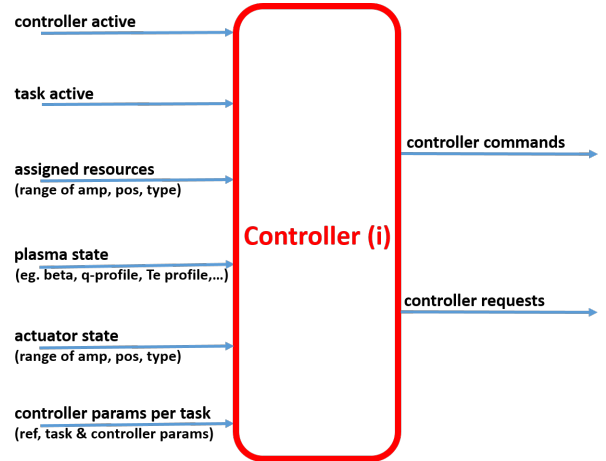 controller active
task active
assigned resources
(range of amp, pos, type)
plasma state
(eg. beta, q-profile, Te profile,...)
actuator state
(range of amp, pos, type)
controller params per task
(ref, task & controller params)
Controller (i)
controller commands
controller requests